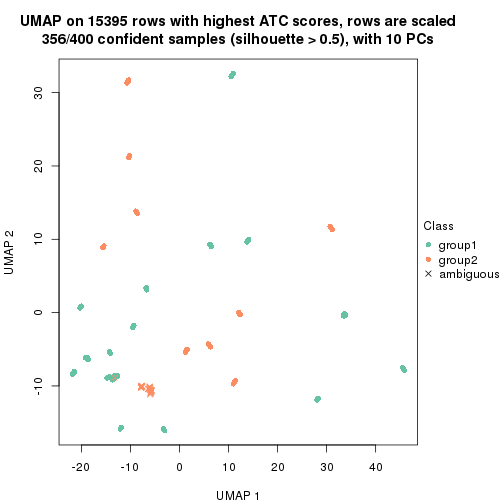 UMAP on 15395 rows with highest ATC scores, rows are scaled
356/400 confident samples (silhouette > 0.5), with 10 PCs
30
20
10
0
-10
UMAP 2
-20
-10
0
10
20
30
40
UMAP 1
Class
group1
group2
ambiguous